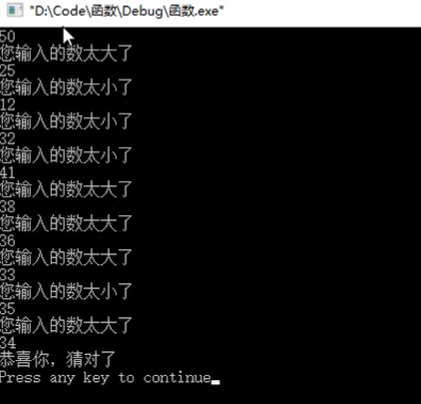 "D:\Code\函数\Debug\函数.exe"
50
您输入的数太大了
25
您输入的数太小了
12
您输入的数太小了
32
您输入的数太小了
41
您输入的数太大了
38
您输入的数太大了
36
您输入的数太大了
33
您输入的数太小了
35
您输入的数太大了
34
恭喜你，猜对了
Press any key to continue